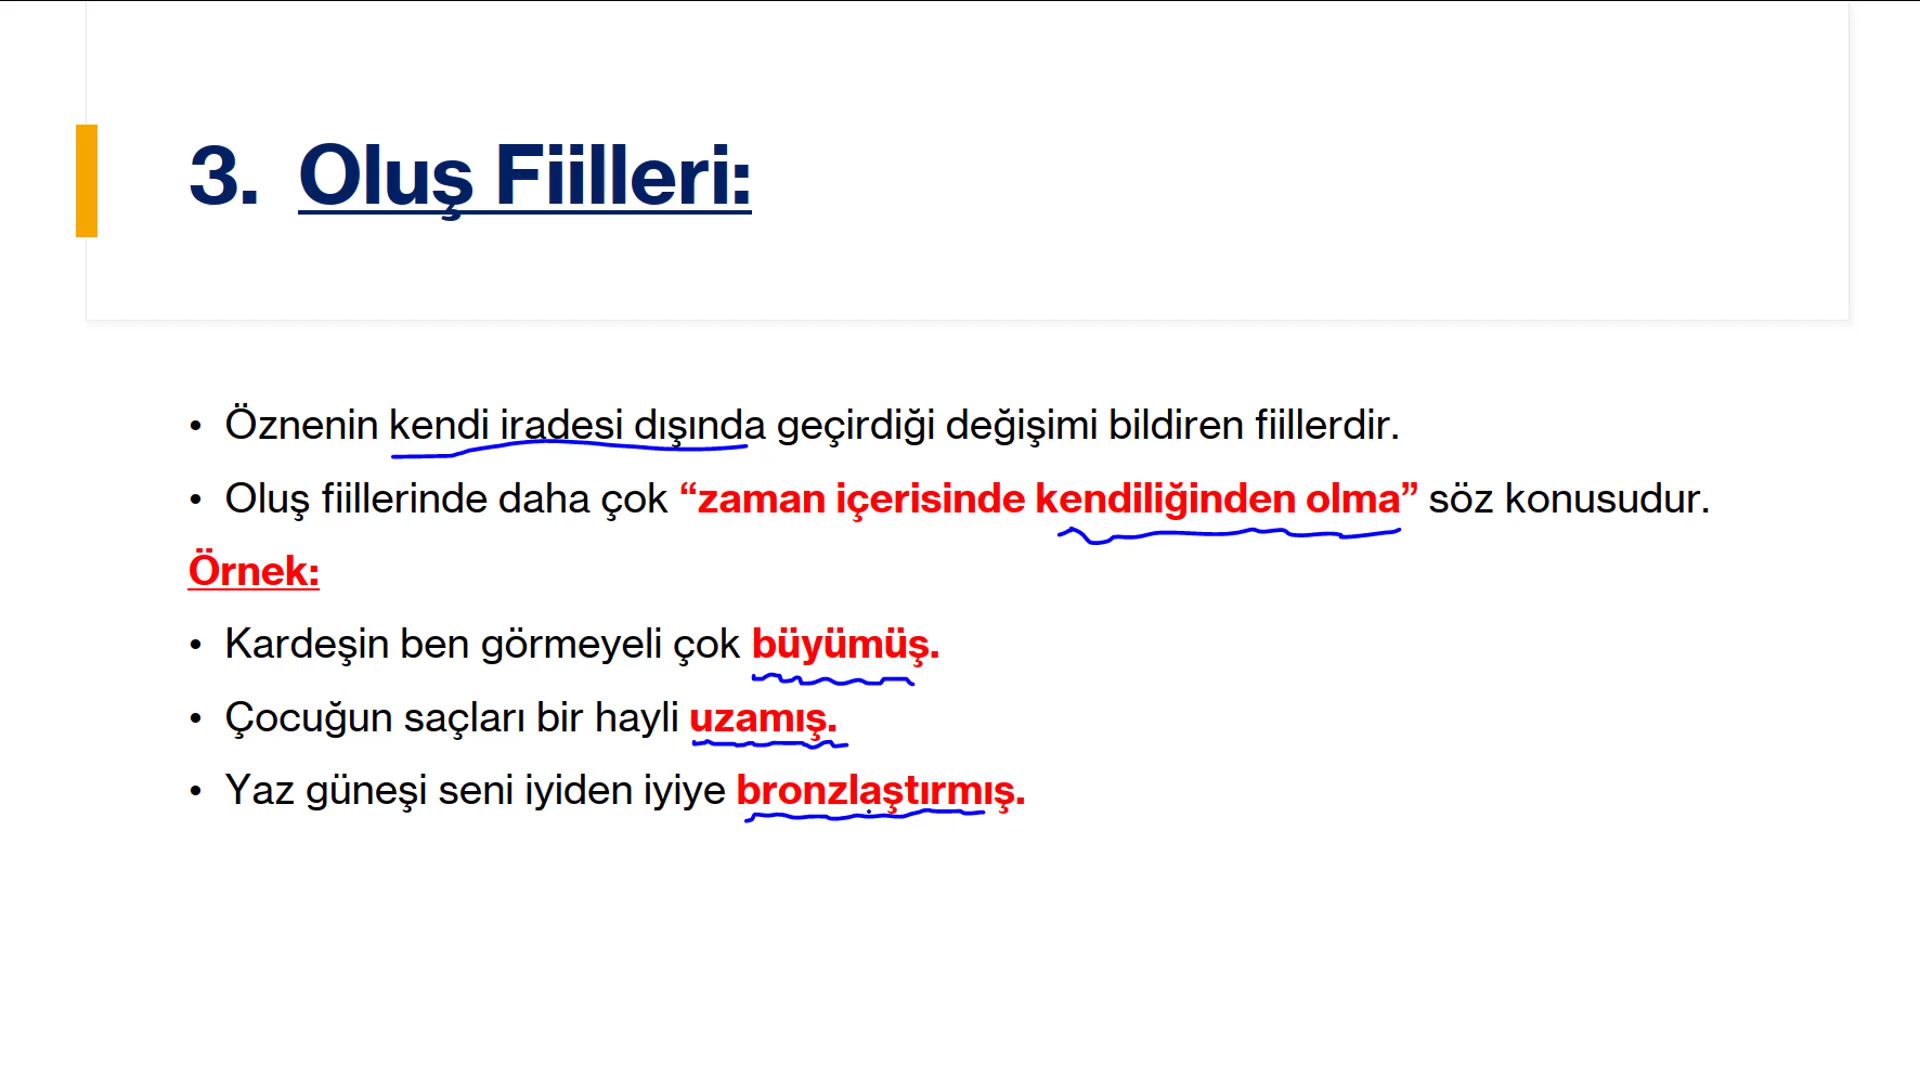 3. Oluş Fiilleri:
• Öznenin kendi iradesi dışında geçirdiği değişimi bildiren fiillerdir.
• Oluş fiillerinde daha çok “zaman içerisinde kendiliğinden olma” söz konusudur.
Örnek:
• Kardeşin ben görmeyeli çok büyümüş.
• Çocuğun saçları bir hayli uzamış.
• Yaz güneşi seni iyiden iyiye bronzlaştırmış.